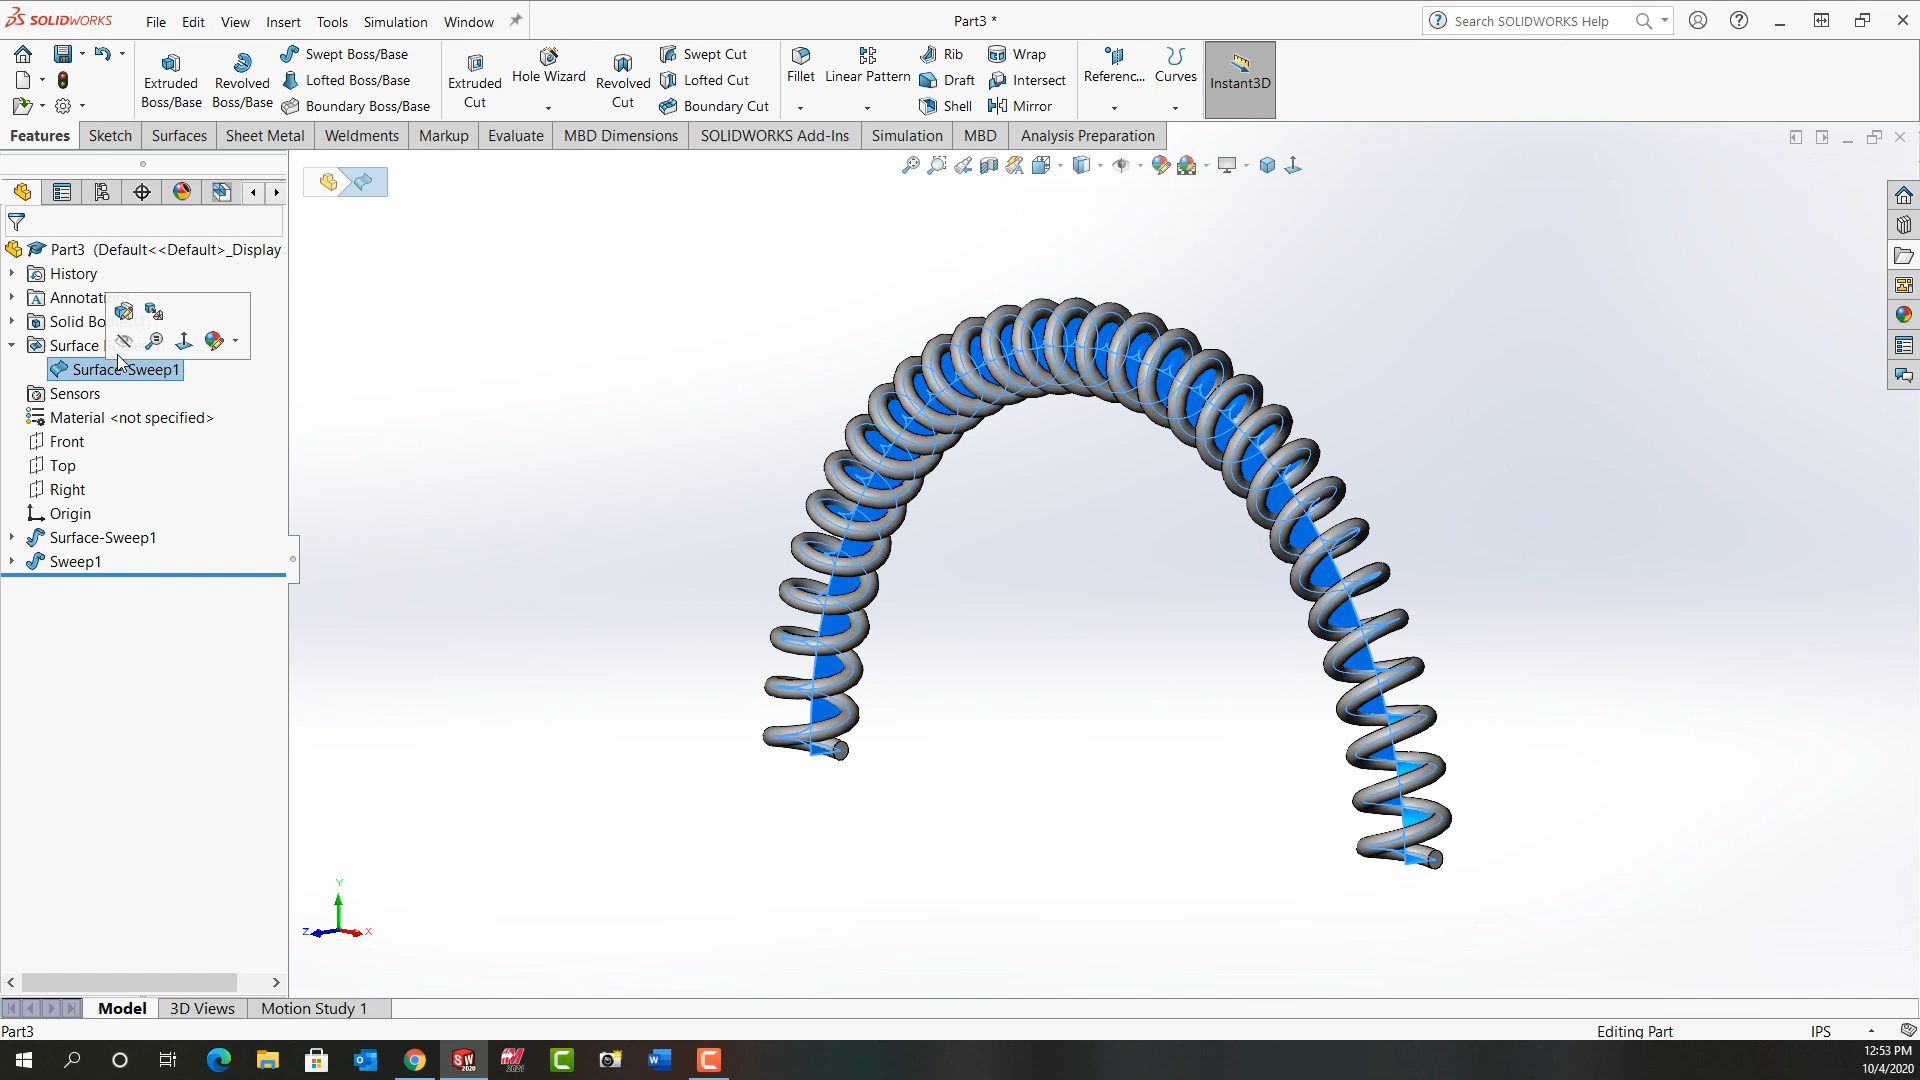 SOLIDWORKS File Edit View Insert Tools Simulation Window Part3 * Search SOLIDWORKS Help
Extruded Boss/Base
Revolved Boss/Base
Swept Boss/Base
Lofted Boss/Base
Boundary Boss/Base
Extruded Cut
Hole Wizard
Revolved Cut
Swept Cut
Lofted Cut
Boundary Cut
Fillet
Linear Pattern
Rib
Draft
Shell
Wrap
Intersect
Mirror
Referenc...
Curves
Instant3D
Features Sketch Surfaces Sheet Metal Weldments Markup Evaluate MBD Dimensions SOLIDWORKS Add-Ins Simulation MBD Analysis Preparation
Part3 (Default<<Default>_Display
History
Annotati
Solid Bo
Surface
Surface-Sweep1
Sensors
Material <not specified>
Front
Top
Right
Origin
Surface-Sweep1
Sweep1
Y
Z X
Model 3D Views Motion Study 1
Part3 Editing Part IPS
SW 2020
2021
12:53 PM
10/4/2020